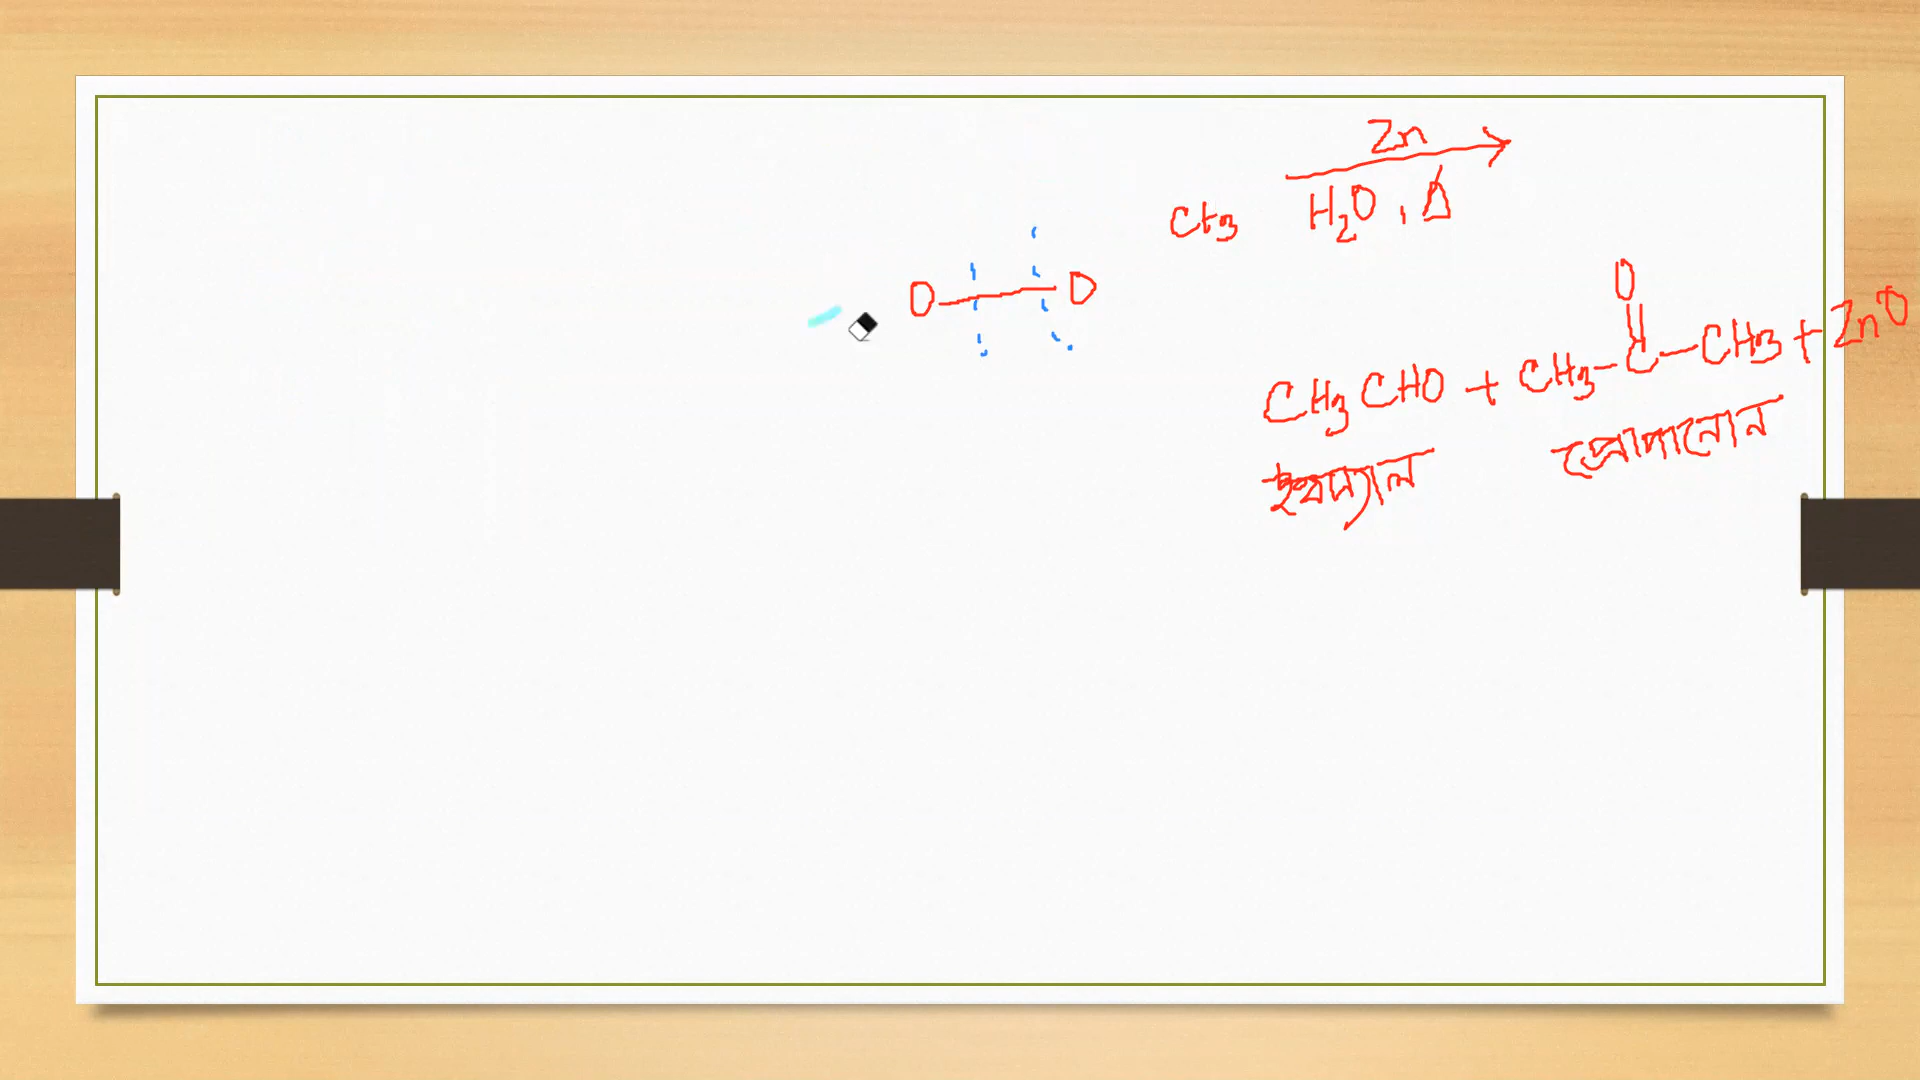 Zn
H2O, Δ
CH3
O — O
O
CH3CHO + CH3 — C — CH3 + ZnO
ইথান্যাল
প্রোপানোন